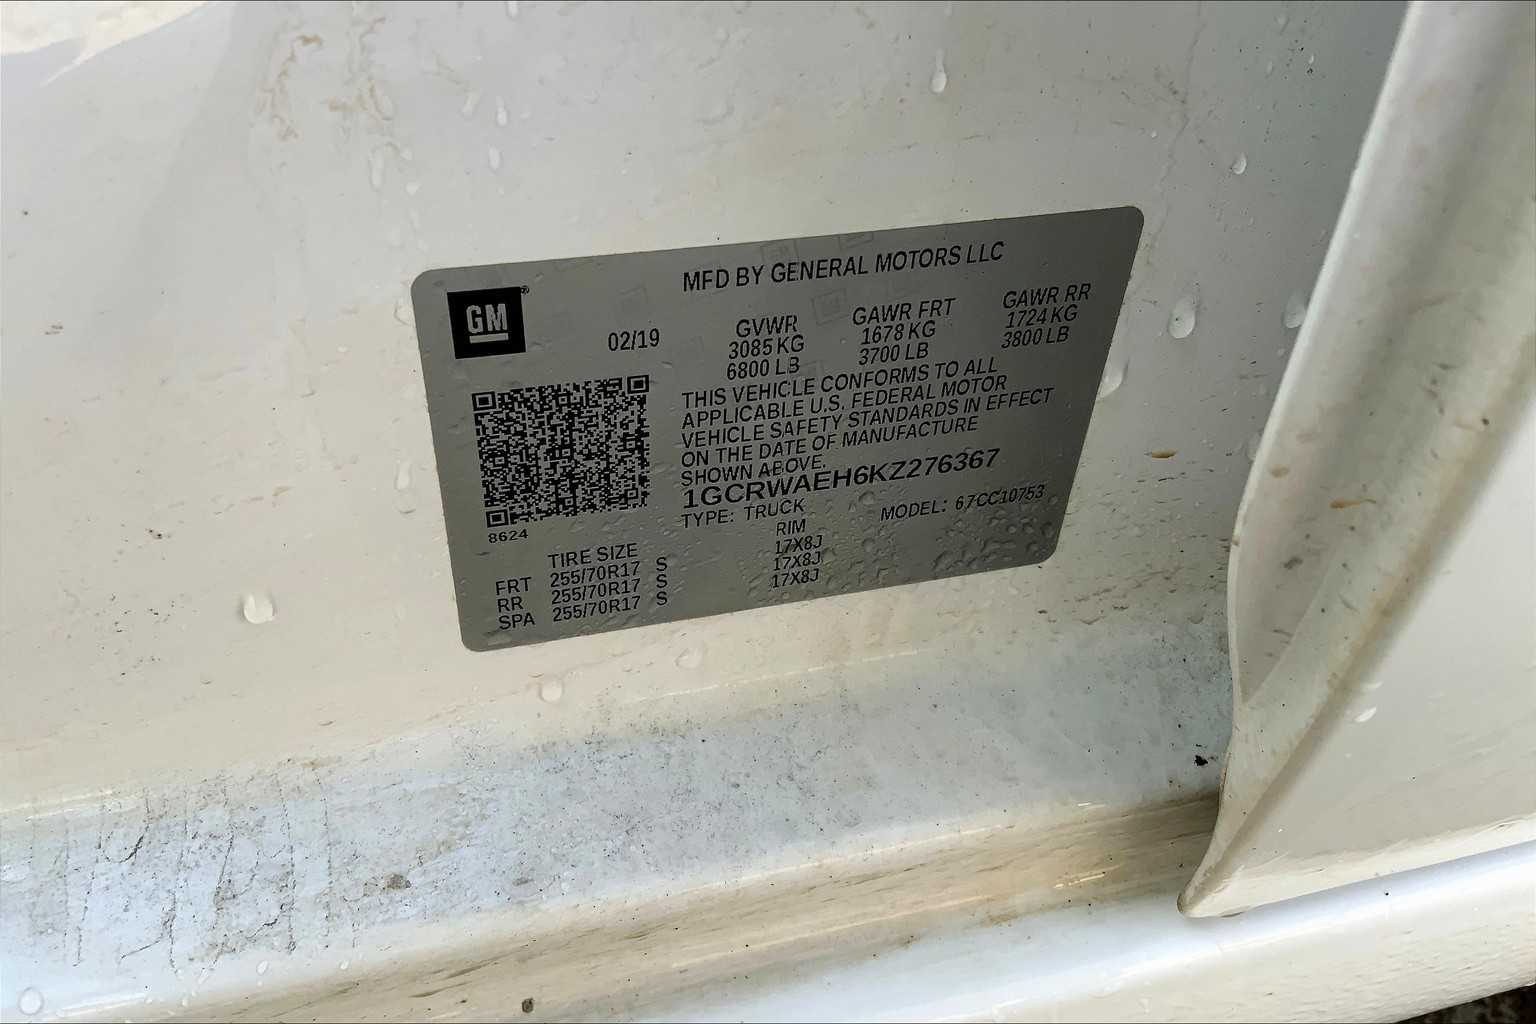 MFD BY GENERAL MOTORS LLC
GM®
02/19
GVWR
3085 KG
6800 LB
GAWR FRT
1678 KG
3700 LB
GAWR RR
1724 KG
3800 LB
THIS VEHICLE CONFORMS TO ALL
APPLICABLE U.S. FEDERAL MOTOR
VEHICLE SAFETY STANDARDS IN EFFECT
ON THE DATE OF MANUFACTURE
SHOWN ABOVE.
1GCRWAEH6KZ276367
TYPE: TRUCK MODEL: 67CC10753
8624
TIRE SIZE RIM
FRT 255/70R17 S 17X8J
RR 255/70R17 S 17X8J
SPA 255/70R17 S 17X8J